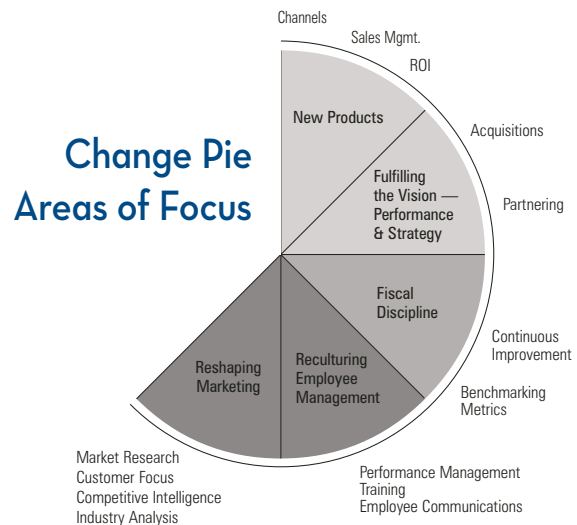 Change Pie
Areas of Focus
Channels
Sales Mgmt.
ROI
Acquisitions
Partnering
Continuous
Improvement
Benchmarking
Metrics
Performance Management
Training
Employee Communications
Market Research
Customer Focus
Competitive Intelligence
Industry Analysis
New Products
Fulfilling
the Vision —
Performance
& Strategy
Fiscal
Discipline
Reculturing
Employee
Management
Reshaping
Marketing